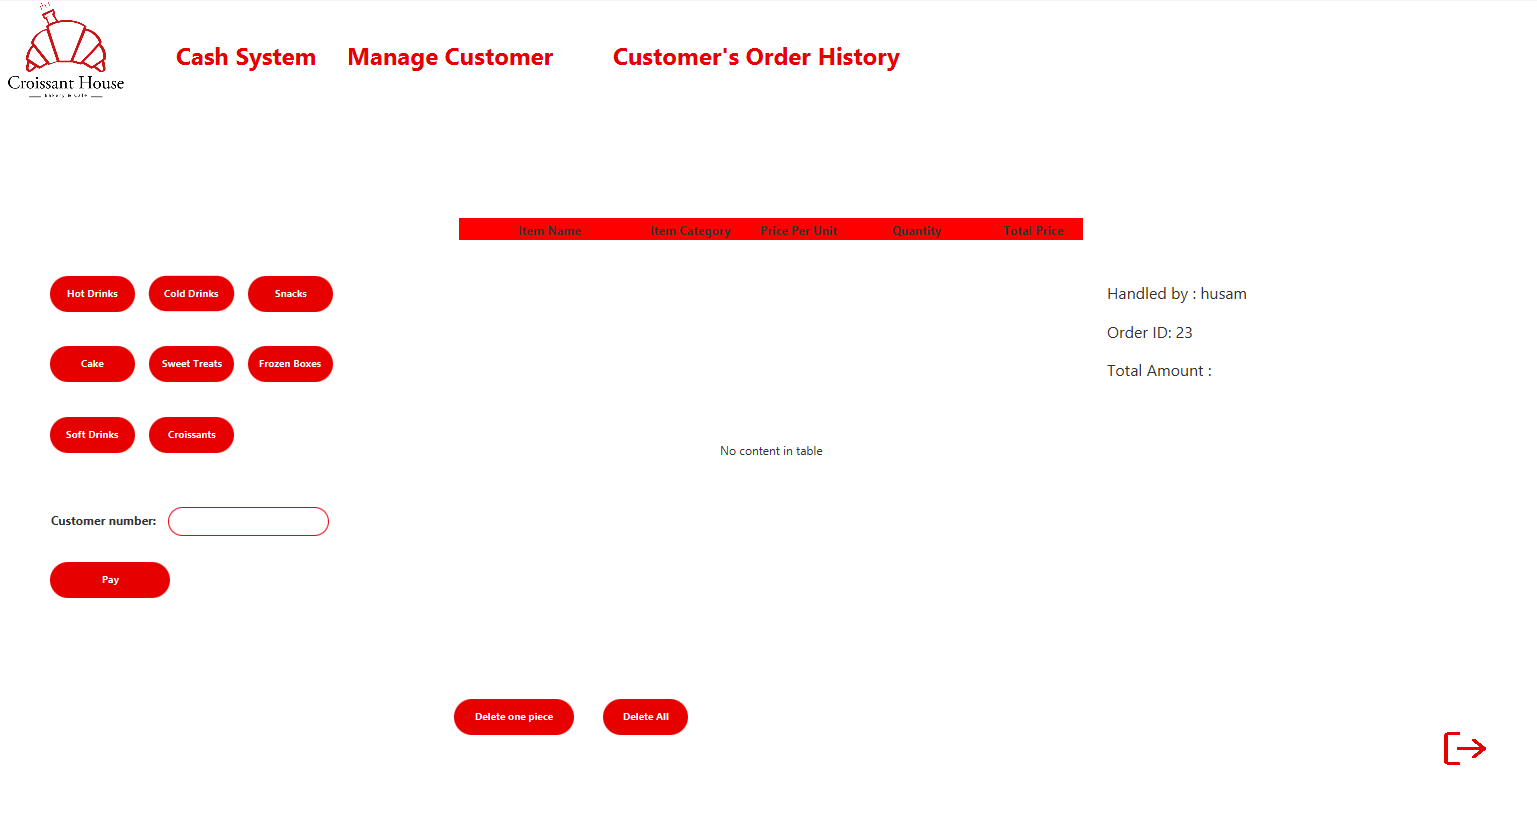 Croissant House
Cash System Manage Customer Customer's Order History
Item Name Item Category Price Per Unit Quantity Total Price
Hot Drinks Cold Drinks Snacks
Handled by : husam
Order ID: 23
Cake Sweet Treats Frozen Boxes
Total Amount :
Soft Drinks Croissants
No content in table
Customer number:
Pay
Delete one piece Delete All